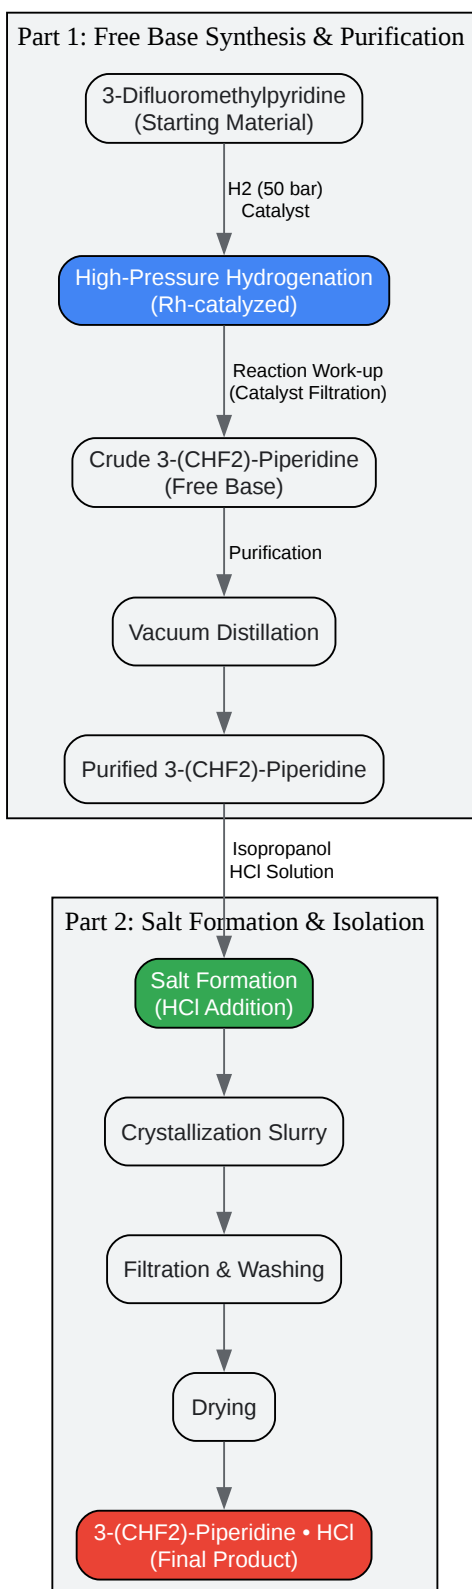 Part 1: Free Base Synthesis & Purification
3-Difluoromethylpyridine
(Starting Material)
H2 (50 bar)
Catalyst
High-Pressure Hydrogenation
(Rh-catalyzed)
Reaction Work-up
(Catalyst Filtration)
Crude 3-(CHF2)-Piperidine
(Free Base)
Purification
Vacuum Distillation
Purified 3-(CHF2)-Piperidine
Isopropanol
HCl Solution
Part 2: Salt Formation & Isolation
Salt Formation
(HCl Addition)
Crystallization Slurry
Filtration & Washing
Drying
3-(CHF2)-Piperidine • HCl
(Final Product)